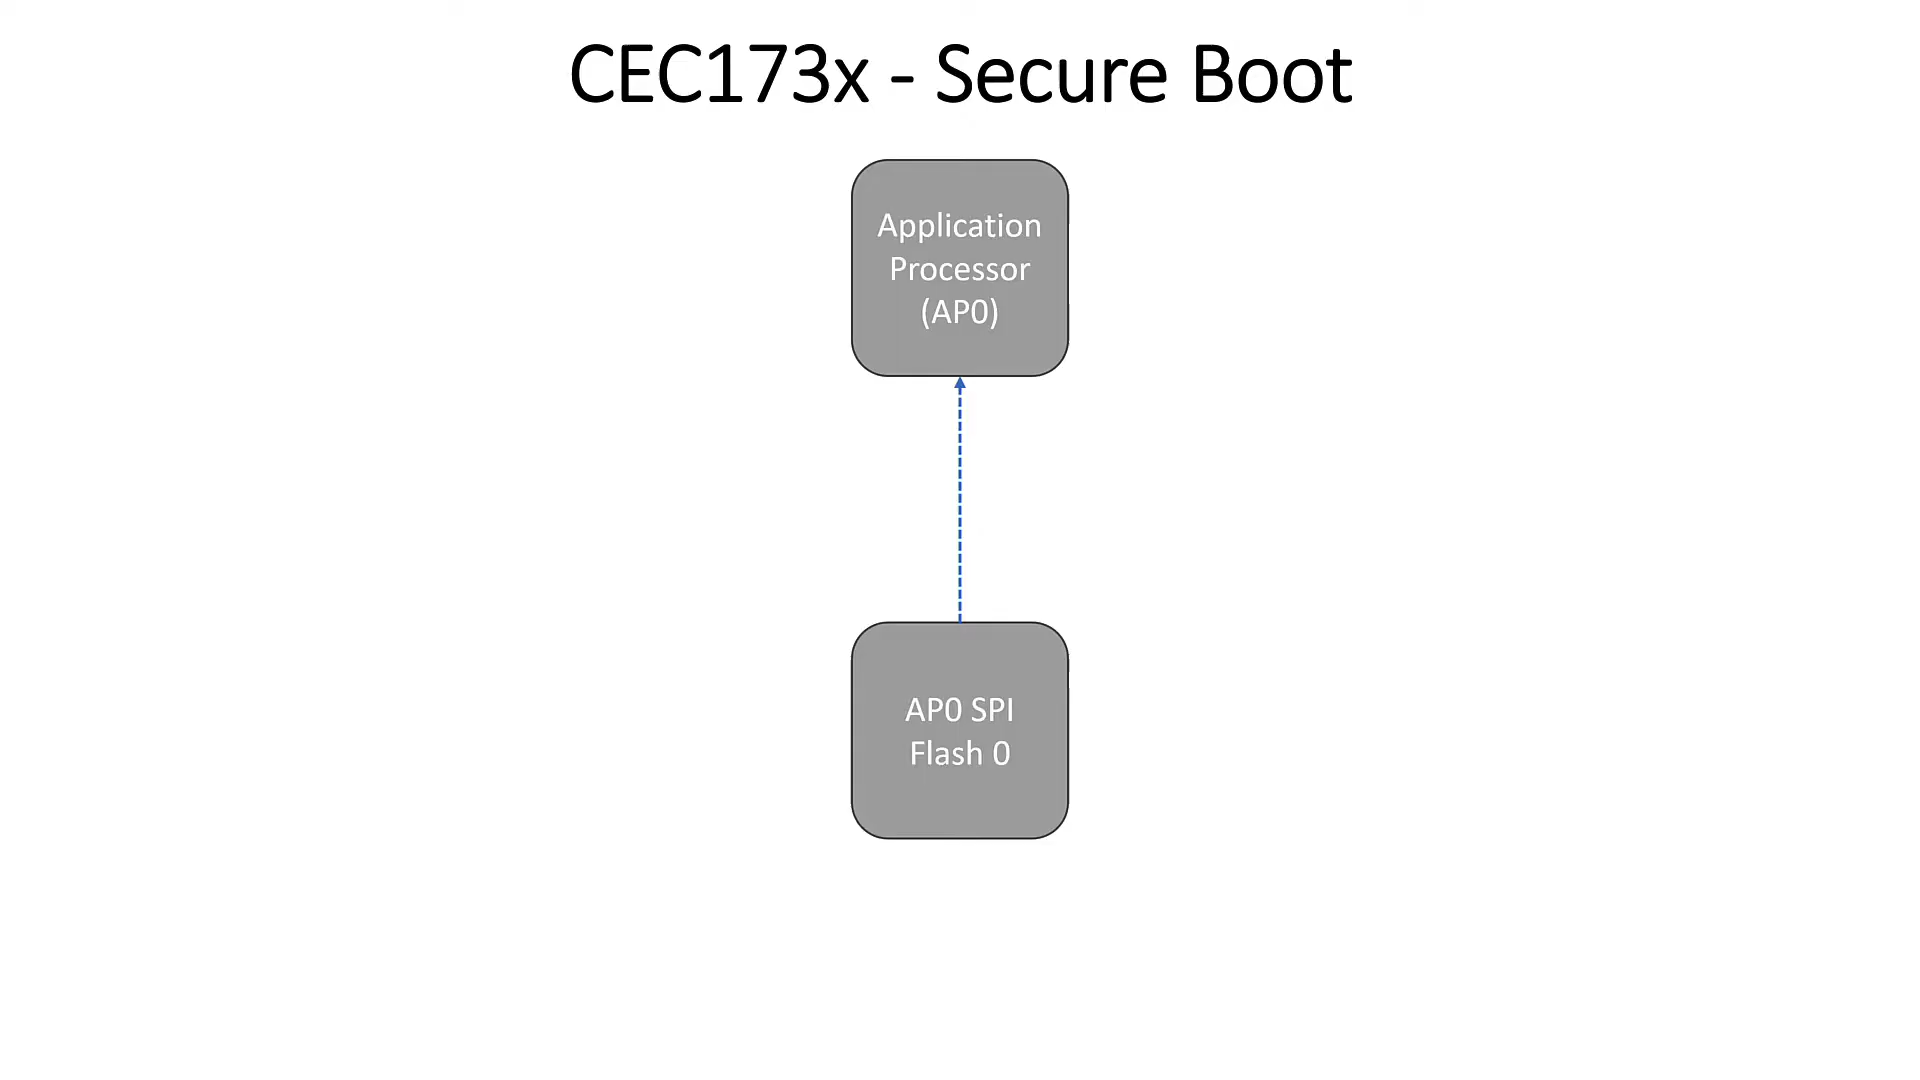 CEC173x - Secure Boot
Application
Processor
(AP0)
AP0 SPI
Flash 0